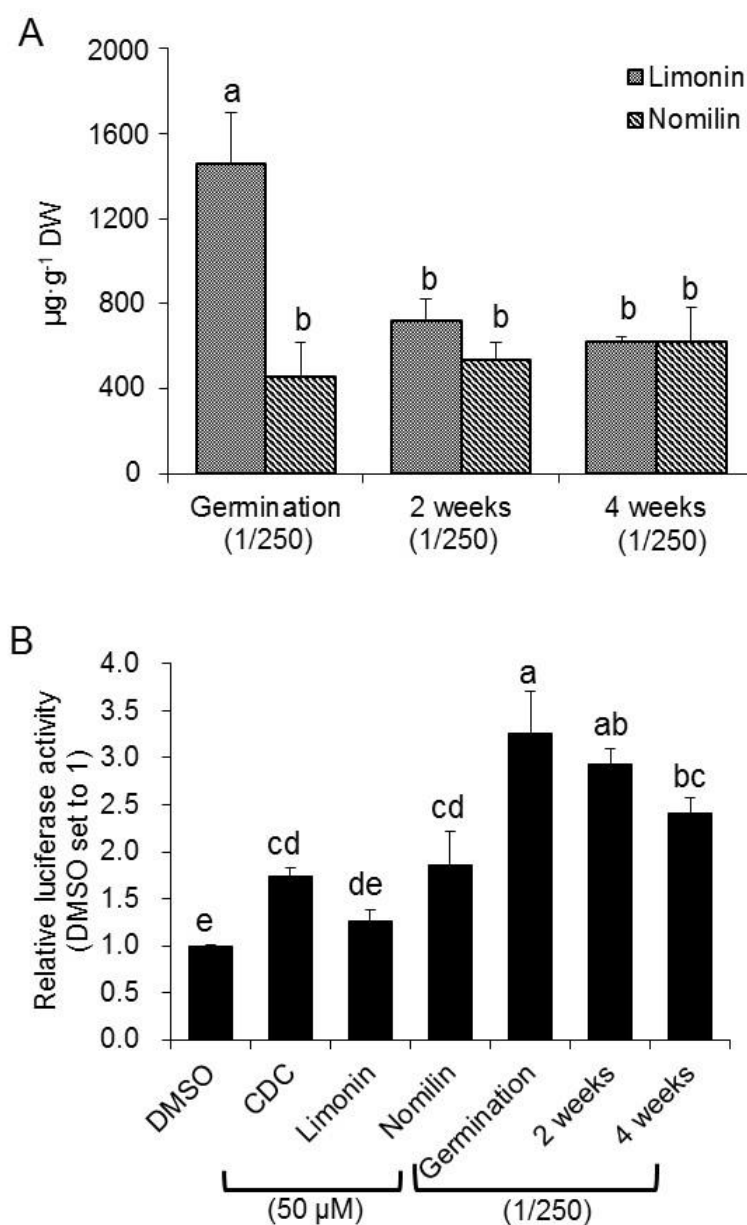 A
2000
1600
1200
800
400
0
µg·g⁻¹ DW
Limonin
Nomilin
a
b
b
b
b
b
Germination
(1/250)
2 weeks
(1/250)
4 weeks
(1/250)
B
4.0
3.5
3.0
2.5
2.0
1.5
1.0
0.5
0.0
Relative luciferase activity
(DMSO set to 1)
e
cd
de
cd
a
ab
bc
DMSO
CDC
Limonin
Nomilin
Germination
2 weeks
4 weeks
(50 µM)
(1/250)